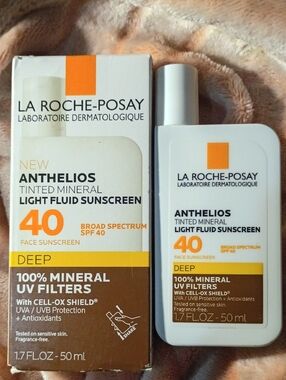 LA ROCHE-POSAY
LABORATOIRE DERMATOLOGIQUE
NEW
ANTHELIOS
TINTED MINERAL
LIGHT FLUID SUNSCREEN
40
BROAD SPECTRUM
SPF 40
FACE SUNSCREEN
DEEP
100% MINERAL
UV FILTERS
With CELL-OX SHIELD®
UVA / UVB Protection
+ Antioxidants
Tested on sensitive skin.
Fragrance-free.
1.7 FL.OZ - 50 ml
LA ROCHE-POSAY
LABORATOIRE DERMATOLOGIQUE
ANTHELIOS
TINTED MINERAL
LIGHT FLUID SUNSCREEN
40
BROAD SPECTRUM
SPF 40
FACE SUNSCREEN
DEEP
100% MINERAL
UV FILTERS
With CELL-OX SHIELD®
UVA / UVB Protection + Antioxidants
Tested on sensitive skin.
Fragrance-free.
1.7 FL.OZ - 50 ml